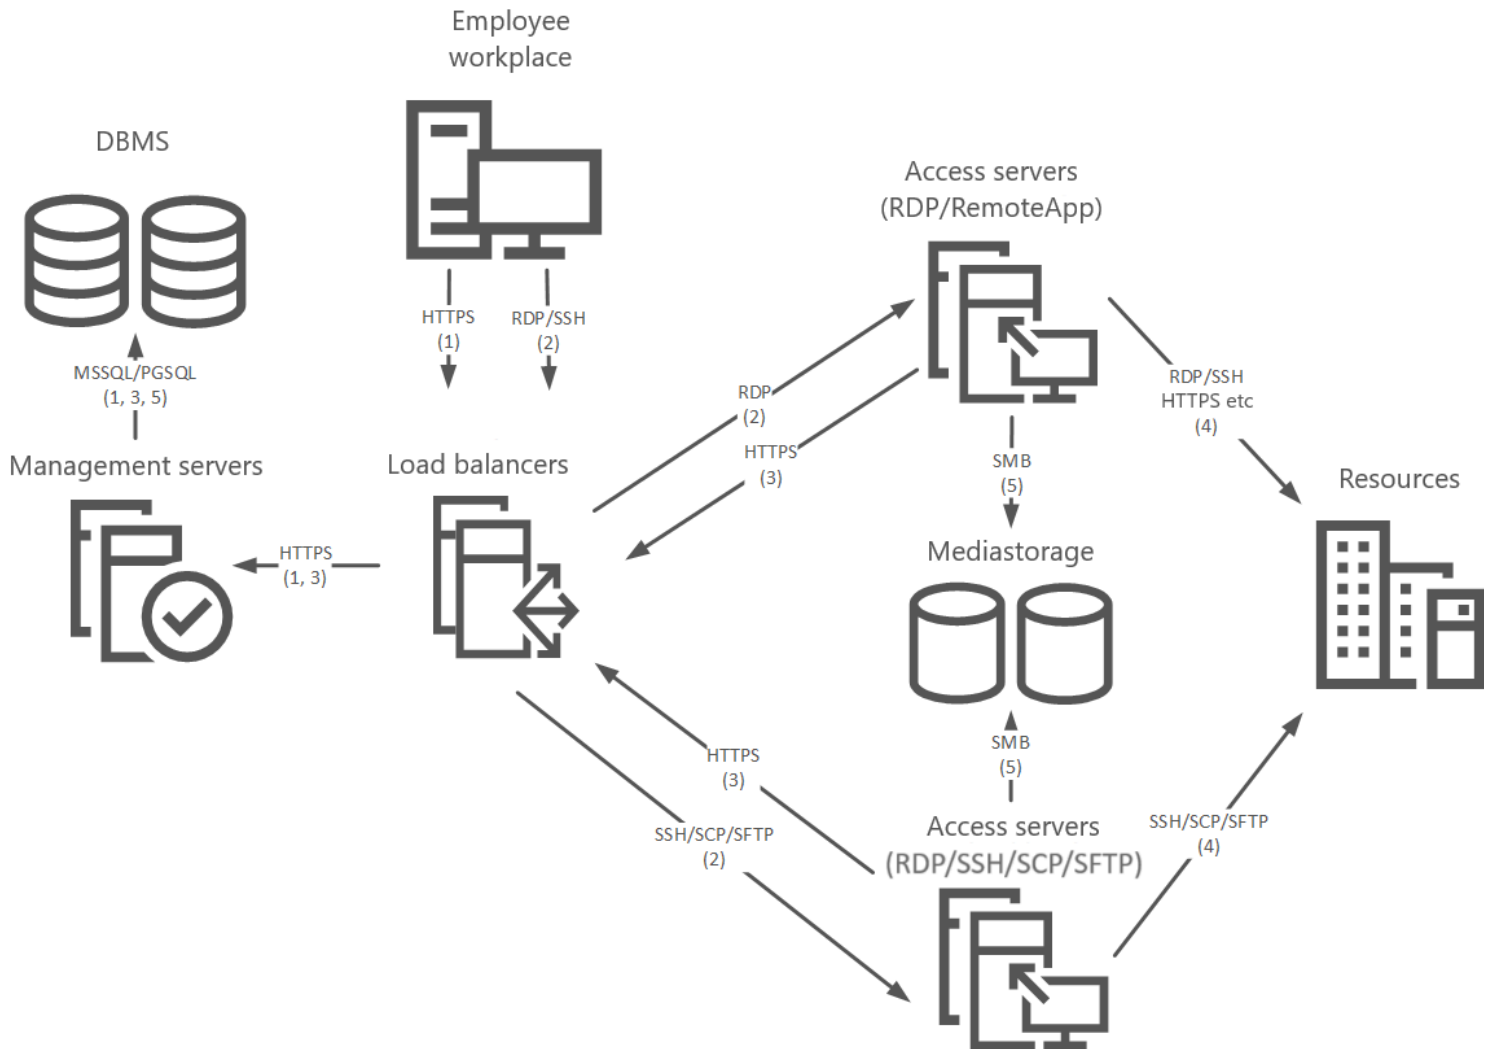 Employee
workplace
DBMS
Access servers
(RDP/RemoteApp)
HTTPS
(1)
RDP/SSH
(2)
MSSQL/PGSQL
(1, 3, 5)
RDP
(2)
RDP/SSH
HTTPS etc
(4)
Management servers
Load balancers
HTTPS
(3)
SMB
(5)
Resources
HTTPS
(1, 3)
Mediastorage
HTTPS
(3)
SMB
(5)
SSH/SCP/SFTP
(2)
Access servers
(RDP/SSH/SCP/SFTP)
SSH/SCP/SFTP
(4)